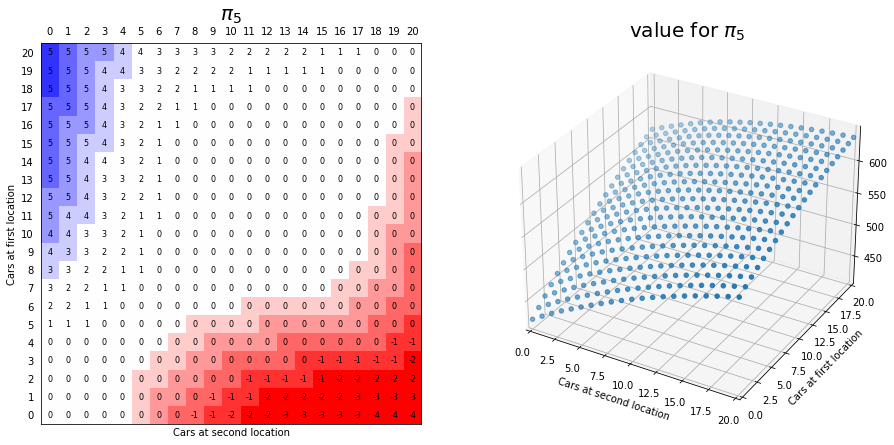 π5
0 1 2 3 4 5 6 7 8 9 10 11 12 13 14 15 16 17 18 19 20
20 5 5 5 5 4 4 3 3 3 3 2 2 2 2 2 1 1 1 0 0 0
19 5 5 5 4 4 3 3 2 2 2 2 1 1 1 1 1 0 0 0 0 0
18 5 5 5 4 3 3 2 2 1 1 1 1 0 0 0 0 0 0 0 0 0
17 5 5 5 4 3 2 2 1 1 0 0 0 0 0 0 0 0 0 0 0 0
16 5 5 5 4 3 2 1 1 0 0 0 0 0 0 0 0 0 0 0 0 0
15 5 5 5 4 3 2 1 0 0 0 0 0 0 0 0 0 0 0 0 0 0
14 5 5 4 4 3 2 1 0 0 0 0 0 0 0 0 0 0 0 0 0 0
13 5 5 4 3 3 2 1 0 0 0 0 0 0 0 0 0 0 0 0 0 0
12 5 5 4 3 2 2 1 0 0 0 0 0 0 0 0 0 0 0 0 0 0
11 5 4 4 3 2 1 1 0 0 0 0 0 0 0 0 0 0 0 0 0 0
10 4 4 3 3 2 1 0 0 0 0 0 0 0 0 0 0 0 0 0 0 0
9 4 3 3 2 2 1 0 0 0 0 0 0 0 0 0 0 0 0 0 0 0
8 3 3 2 2 1 1 0 0 0 0 0 0 0 0 0 0 0 0 0 0 0
7 3 2 2 1 1 0 0 0 0 0 0 0 0 0 0 0 0 0 0 0 0
6 2 2 1 1 0 0 0 0 0 0 0 0 0 0 0 0 0 0 0 0 0
5 1 1 1 0 0 0 0 0 0 0 0 0 0 0 0 0 0 0 0 0 0
4 0 0 0 0 0 0 0 0 0 0 0 0 0 0 0 0 0 0 0 -1 -1
3 0 0 0 0 0 0 0 0 0 0 0 0 0 0 0 -1 -1 -1 -1 -1 -2
2 0 0 0 0 0 0 0 0 0 0 0 -1 -1 -1 -1 -1 -2 -2 -2 -2 -2
1 0 0 0 0 0 0 0 0 0 -1 -1 -1 -2 -2 -2 -2 -2 -3 -3 -3 -3
0 0 0 0 0 0 0 0 0 -1 -1 -2 -2 -2 -3 -3 -3 -3 -3 -4 -4 -4
Cars at first location
Cars at second location
value for π5
600
550
500
450
0.0 2.5 5.0 7.5 10.0 12.5 15.0 17.5 20.0
Cars at second location
0.0 2.5 5.0 7.5 10.0 12.5 15.0 17.5 20.0
Cars at first location